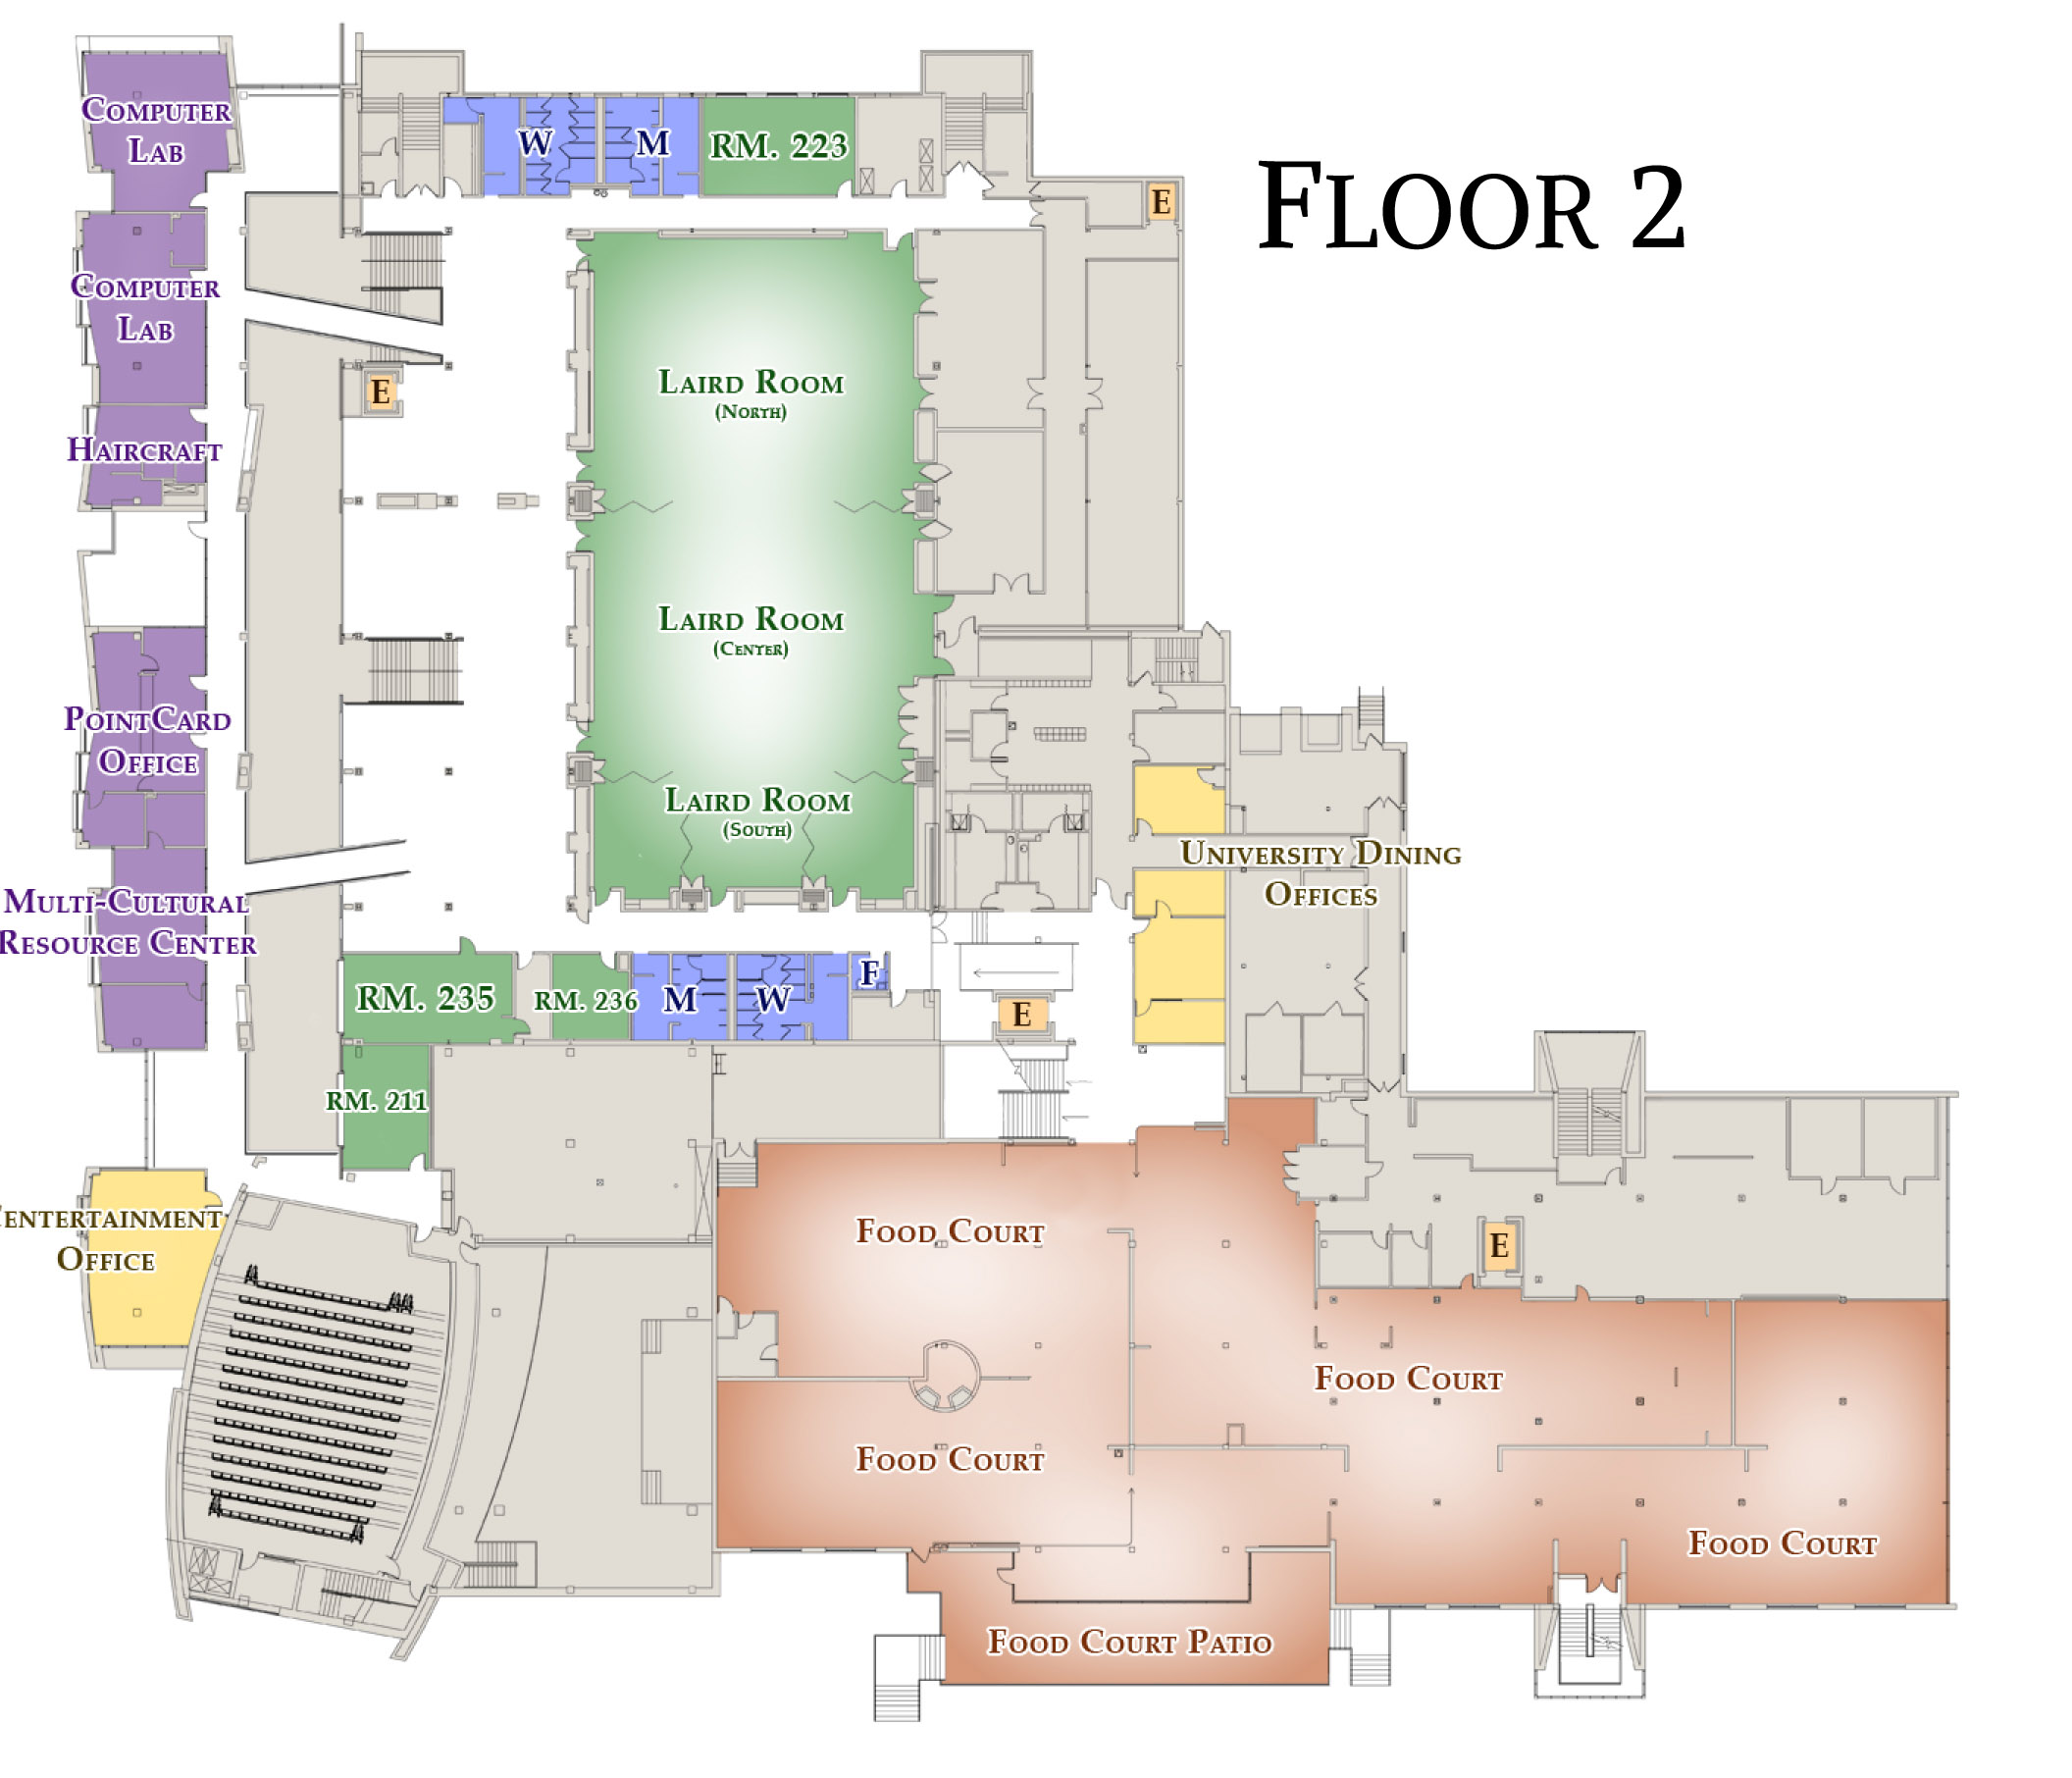 FLOOR 2
COMPUTER
LAB
W
M
RM. 223
E
COMPUTER
LAB
E
LAIRD ROOM
(NORTH)
HAIRCRAFT
LAIRD ROOM
(CENTER)
POINTCARD
OFFICE
LAIRD ROOM
(SOUTH)
UNIVERSITY DINING
OFFICES
MULTI-CULTURAL
RESOURCE CENTER
RM. 235
RM. 236
M
W
F
E
RM. 211
CENTERTAINMENT
OFFICE
FOOD COURT
E
FOOD COURT
FOOD COURT
FOOD COURT
FOOD COURT PATIO